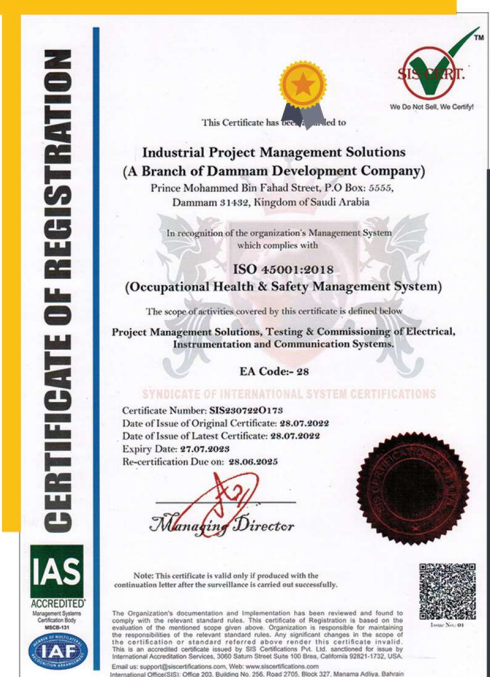 CERTIFICATE OF REGISTRATION
SIS CERT.
TM
We Do Not Sell, We Certify!
This Certificate has been awarded to
Industrial Project Management Solutions
(A Branch of Dammam Development Company)
Prince Mohammed Bin Fahad Street, P.O Box: 5555,
Dammam 31432, Kingdom of Saudi Arabia
In recognition of the organization's Management System
which complies with
ISO 45001:2018
(Occupational Health & Safety Management System)
The scope of activities covered by this certificate is defined below
Project Management Solutions, Testing & Commissioning of Electrical,
Instrumentation and Communication Systems.
EA Code:- 28
SYNDICATE OF INTERNATIONAL SYSTEM CERTIFICATIONS
Certificate Number: SIS230722O173
Date of Issue of Original Certificate: 28.07.2022
Date of Issue of Latest Certificate: 28.07.2022
Expiry Date: 27.07.2023
Re-certification Due on: 28.06.2025
Managing Director
Note: This certificate is valid only if produced with the
continuation letter after the surveillance is carried out successfully.
IAS
ACCREDITED
Management Systems
Certification Body
MSCB-131
IAF
Issue No.: 01
The Organization's documentation and Implementation has been reviewed and found to
comply with the relevant standard rules. This certificate of Registration is based on the
evaluation of the mentioned scope given above. Organization is responsible for maintaining
the responsibilities of the relevant standard rules. Any significant changes in the scope of
the certification or standard referred above render this certificate invalid.
This is an accredited certificate issued by SIS Certifications Pvt. Ltd. sanctioned for issue by
International Accreditation Services, 3060 Saturn Street Suite 100 Brea, California 92821-1732, USA.
Email us: support@siscertifications.com, Web: www.siscertifications.com
International Office(SIS): Office 203, Building No. 256, Road 2705, Block 327, Manama Adliya, Bahrain